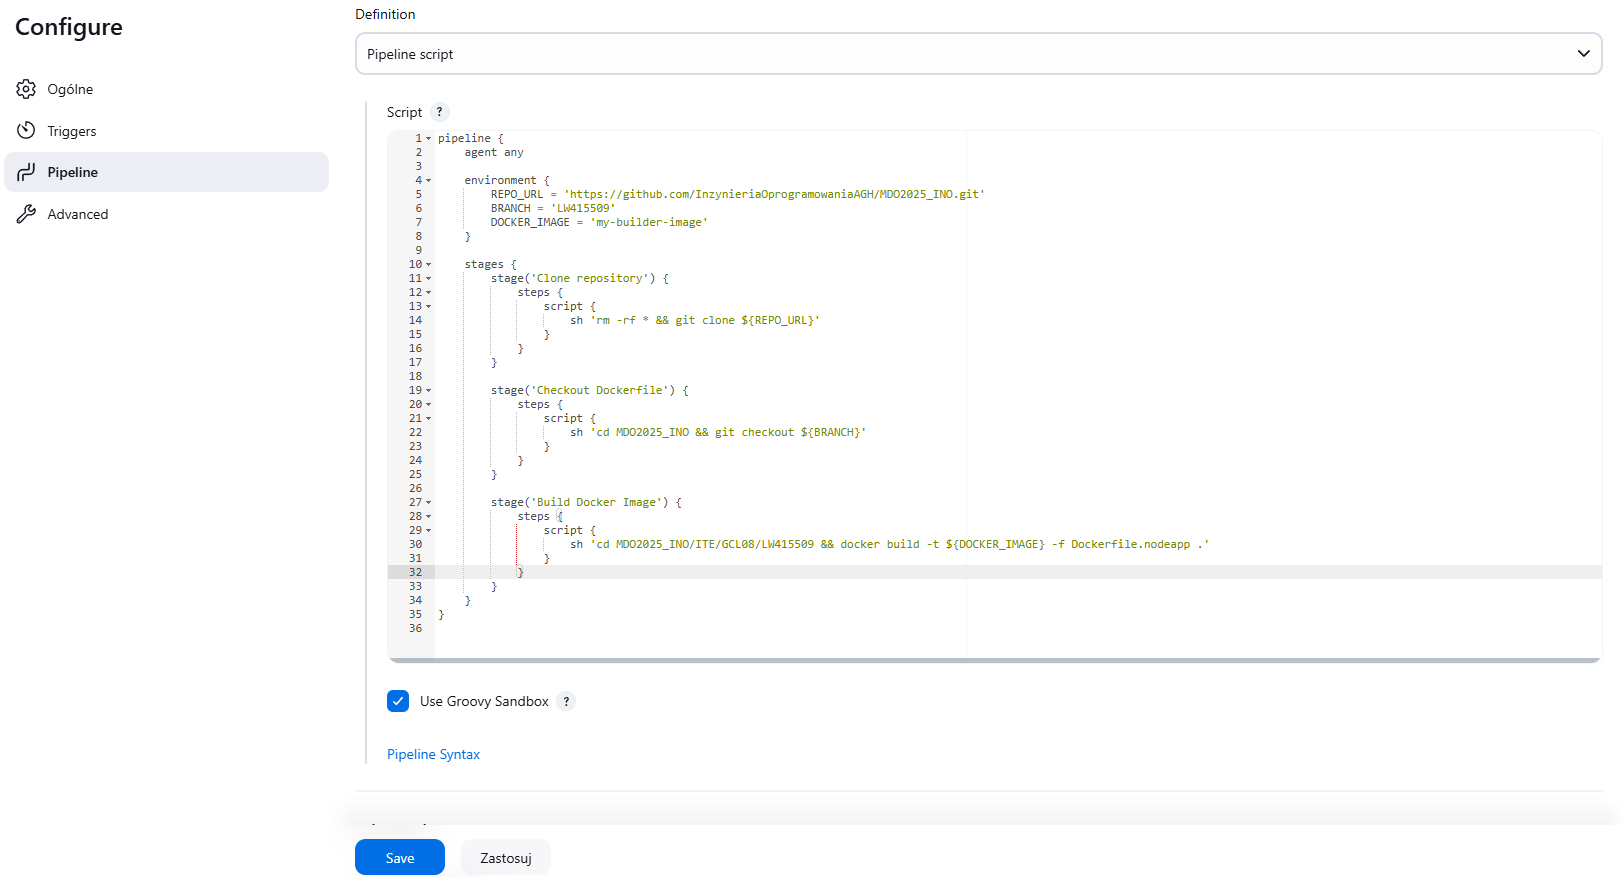 Configure
Ogólne
Triggers
Pipeline
Advanced
Definition
Pipeline script
Script ?
1 pipeline {
2     agent any
3
4     environment {
5         REPO_URL = 'https://github.com/InzynieriaOprogramowaniaAGH/MDO2025_INO.git'
6         BRANCH = 'LW415509'
7         DOCKER_IMAGE = 'my-builder-image'
8     }
9
10     stages {
11         stage('Clone repository') {
12             steps {
13                 script {
14                     sh 'rm -rf * && git clone ${REPO_URL}'
15                 }
16             }
17         }
18
19         stage('Checkout Dockerfile') {
20             steps {
21                 script {
22                     sh 'cd MDO2025_INO && git checkout ${BRANCH}'
23                 }
24             }
25         }
26
27         stage('Build Docker Image') {
28             steps {
29                 script {
30                     sh 'cd MDO2025_INO/ITE/GCL08/LW415509 && docker build -t ${DOCKER_IMAGE} -f Dockerfile.nodeapp .'
31                 }
32             }
33         }
34     }
35 }
36
Use Groovy Sandbox ?
Pipeline Syntax
Save
Zastosuj